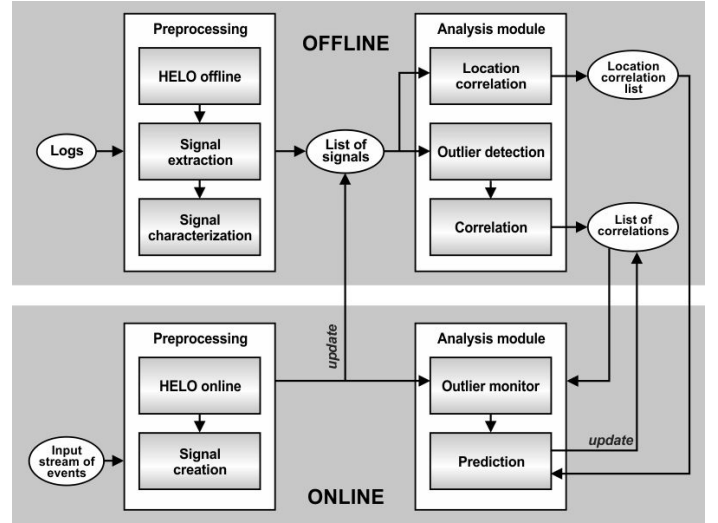 Preprocessing
OFFLINE
Analysis module
HELO offline
Location
correlation
Location
correlation
list
Logs
Signal
extraction
List of
signals
Outlier detection
Signal
characterization
Correlation
List of
correlations
Preprocessing
update
Analysis module
HELO online
Outlier monitor
Input
stream of
events
Signal
creation
Prediction
update
ONLINE